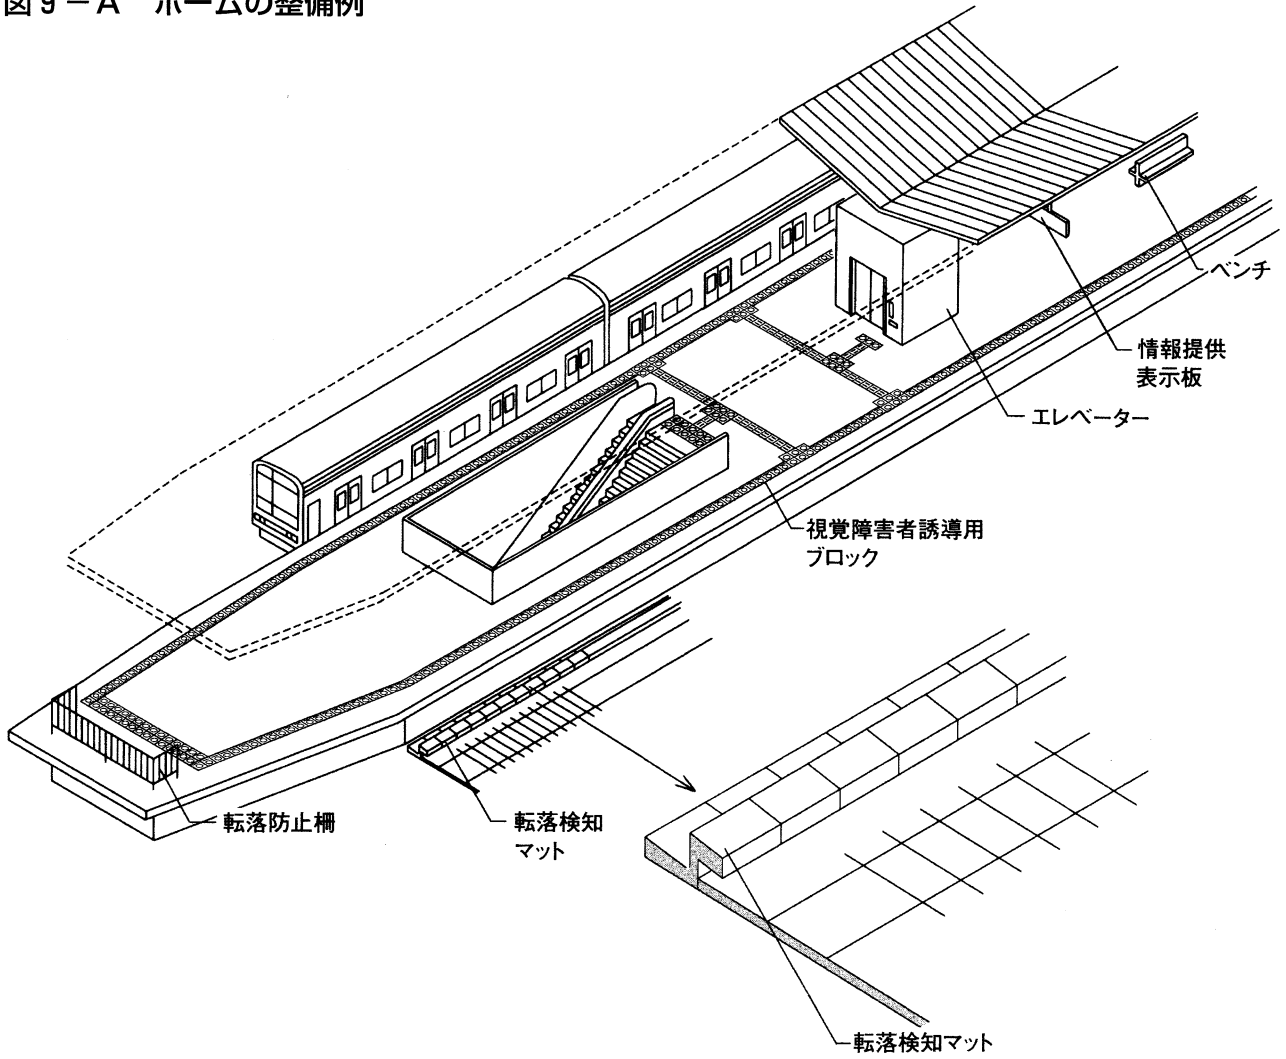 図9-A ホームの整備例
ベンチ
情報提供
表示板
エレベーター
視覚障害者誘導用
ブロック
転落防止柵
転落検知
マット
転落検知マット